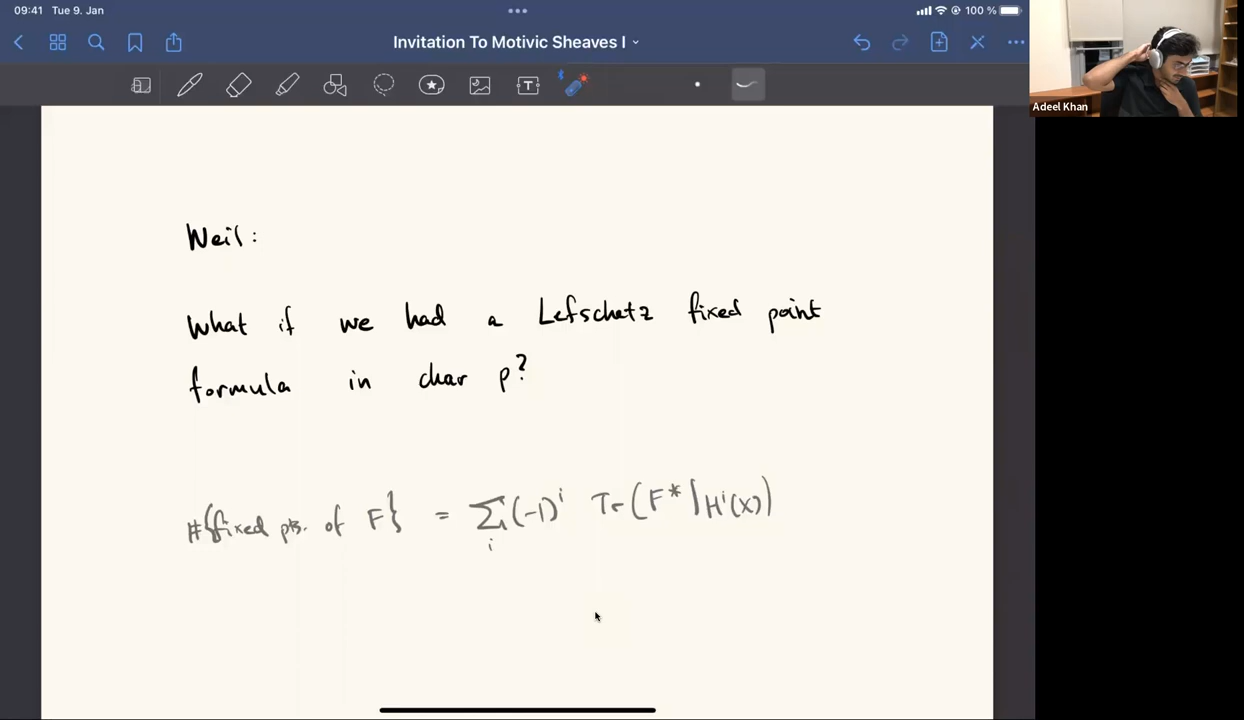 09:41 Tue 9. Jan
100 %
Invitation To Motivic Sheaves I
T
Adeel Khan
Weil:
What if we had a Lefschetz fixed point
formula in char p?
#{fixed pts. of F} = ∑ (-1)^i Tr(F* | H^i(X))
i